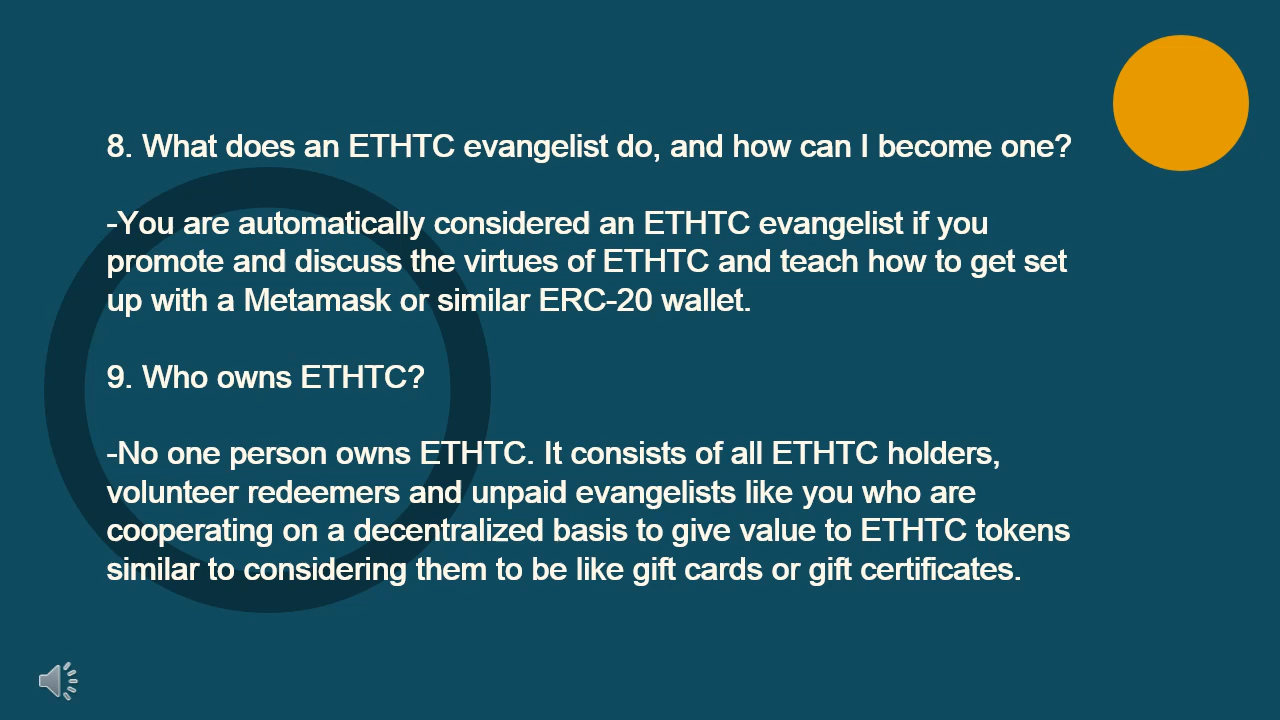 8. What does an ETHTC evangelist do, and how can I become one?
-You are automatically considered an ETHTC evangelist if you
promote and discuss the virtues of ETHTC and teach how to get set
up with a Metamask or similar ERC-20 wallet.
9. Who owns ETHTC?
-No one person owns ETHTC. It consists of all ETHTC holders,
volunteer redeemers and unpaid evangelists like you who are
cooperating on a decentralized basis to give value to ETHTC tokens
similar to considering them to be like gift cards or gift certificates.